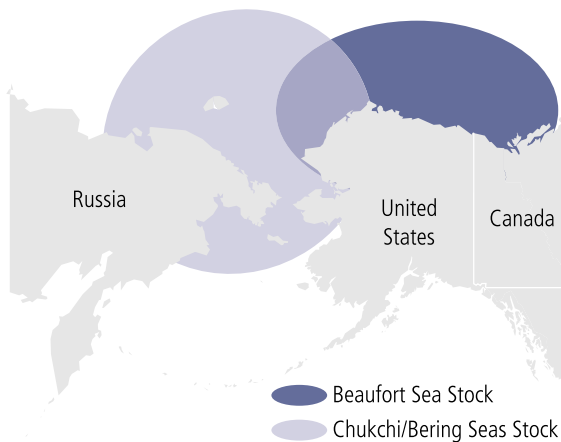 Russia
United
States
Canada
Beaufort Sea Stock
Chukchi/Bering Seas Stock